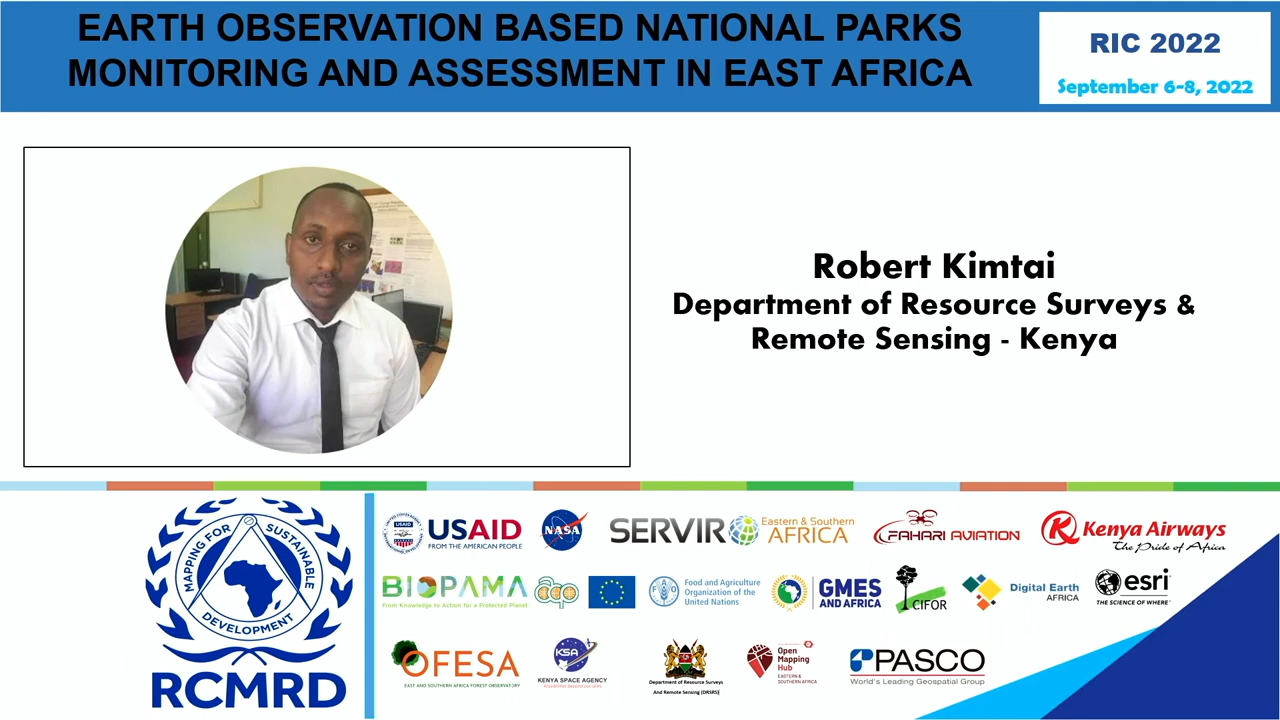 EARTH OBSERVATION BASED NATIONAL PARKS
MONITORING AND ASSESSMENT IN EAST AFRICA
RIC 2022
September 6-8, 2022
Robert Kimtai
Department of Resource Surveys &
Remote Sensing - Kenya
MAPPING FOR SUSTAINABLE DEVELOPMENT
RCMRD
USAID
USAID
FROM THE AMERICAN PEOPLE
NASA
SERVIR
Eastern & Southern
AFRICA
FAHARI AVIATION
Kenya Airways
The Pride of Africa
BIOPAMA
From Knowledge to Action for a Protected Planet
FAO
Food and Agriculture
Organization of the
United Nations
GMES
AND AFRICA
CIFOR
Digital Earth
AFRICA
esri
THE SCIENCE OF WHERE
OFESA
EAST AND SOUTHERN AFRICA FOREST OBSERVATORY
KSA
KENYA SPACE AGENCY
Department of Resource Surveys
And Remote Sensing (DRSRS)
Open
Mapping
Hub
EASTERN &
SOUTHERN AFRICA
PASCO
World's Leading Geospatial Group